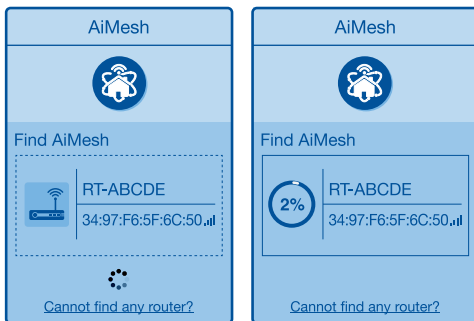 AiMesh
Find AiMesh
RT-ABCDE
34:97:F6:5F:6C:50
Cannot find any router?
AiMesh
Find AiMesh
2%
RT-ABCDE
34:97:F6:5F:6C:50
Cannot find any router?